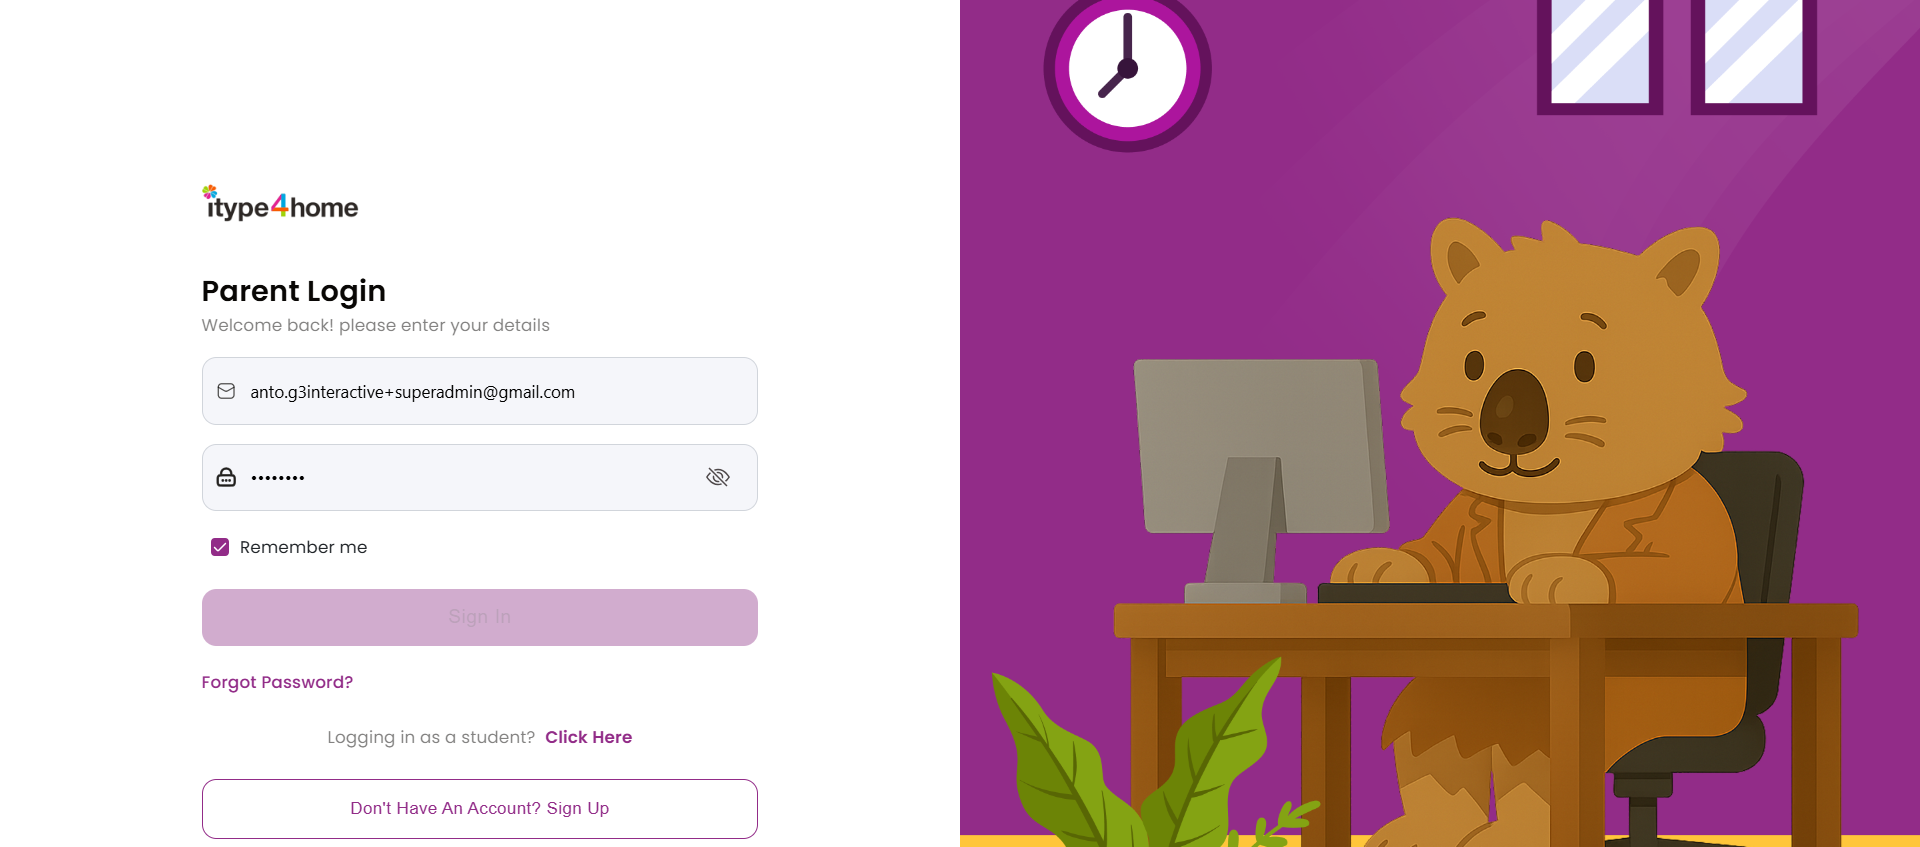 itype4home
Parent Login
Welcome back! please enter your details
anto.g3interactive+superadmin@gmail.com
••••••••
Remember me
Sign In
Forgot Password?
Logging in as a student? Click Here
Don't Have An Account? Sign Up